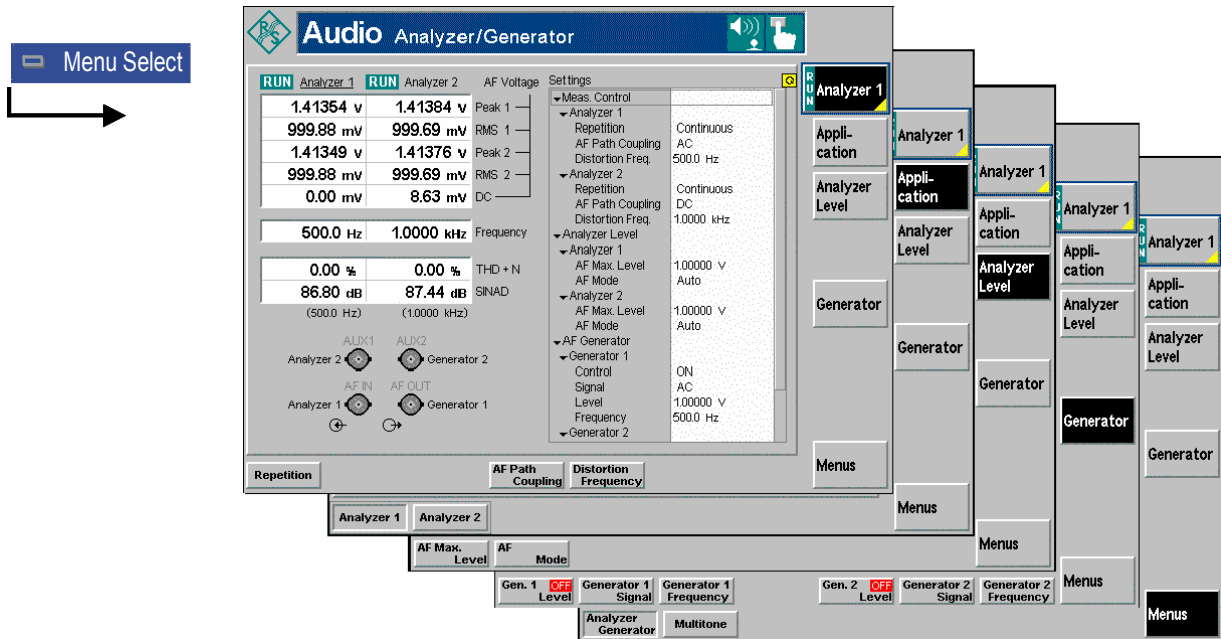 Menu Select
R&S
Audio Analyzer/Generator
RUN Analyzer 1 RUN Analyzer 2 AF Voltage
1.41354 V 1.41384 V Peak 1
999.88 mV 999.69 mV RMS 1
1.41349 V 1.41376 V Peak 2
999.88 mV 999.69 mV RMS 2
0.00 mV 8.63 mV DC
500.0 Hz 1.0000 kHz Frequency
0.00 % 0.00 % THD + N
86.80 dB 87.44 dB SINAD
(500.0 Hz) (1.0000 kHz)
AUX1 AUX2
Analyzer 2 Generator 2
AF IN AF OUT
Analyzer 1 Generator 1
Settings
Meas. Control
Analyzer 1
Repetition Continuous
AF Path Coupling AC
Distortion Freq. 500.0 Hz
Analyzer 2
Repetition Continuous
AF Path Coupling DC
Distortion Freq. 1.0000 kHz
Analyzer Level
Analyzer 1
AF Max. Level 1.00000 V
AF Mode Auto
Analyzer 2
AF Max. Level 1.00000 V
AF Mode Auto
AF Generator
Generator 1
Control ON
Signal AC
Level 1.00000 V
Frequency 500.0 Hz
Generator 2
RUN
Analyzer 1
Appli-
cation
Analyzer
Level
Generator
Menus
Repetition
AF Path
Coupling
Distortion
Frequency
Analyzer 1
Appli-
cation
Analyzer
Level
Generator
Menus
Analyzer 1 Analyzer 2
Analyzer 1
Appli-
cation
Analyzer
Level
Generator
Menus
AF Max.
Level
AF
Mode
Analyzer 1
Appli-
cation
Analyzer
Level
Generator
Menus
Gen. 1 OFF
Level
Generator 1
Signal
Generator 1
Frequency
Gen. 2 OFF
Level
Generator 2
Signal
Generator 2
Frequency
Analyzer 1
Appli-
cation
Analyzer
Level
Generator
Menus
Analyzer
Generator
Multitone